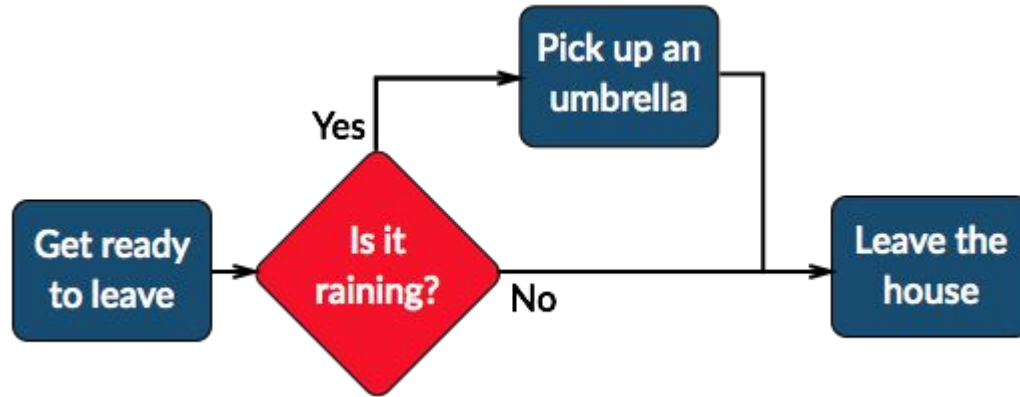 Get ready
to leave
Is it
raining?
Yes
Pick up an
umbrella
No
Leave the
house